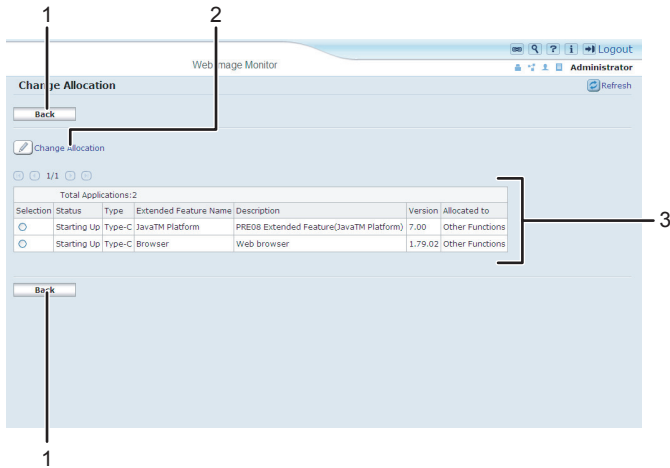 1 2
Logout
Web Image Monitor
Administrator
Change Allocation
Refresh
Back
Change Allocation
1/1
Total Applications:2
Selection Status Type Extended Feature Name Description Version Allocated to
Starting Up Type-C JavaTM Platform PRE08 Extended Feature(JavaTM Platform) 7.00 Other Functions
3
Starting Up Type-C Browser Web browser 1.79.02 Other Functions
Back
1